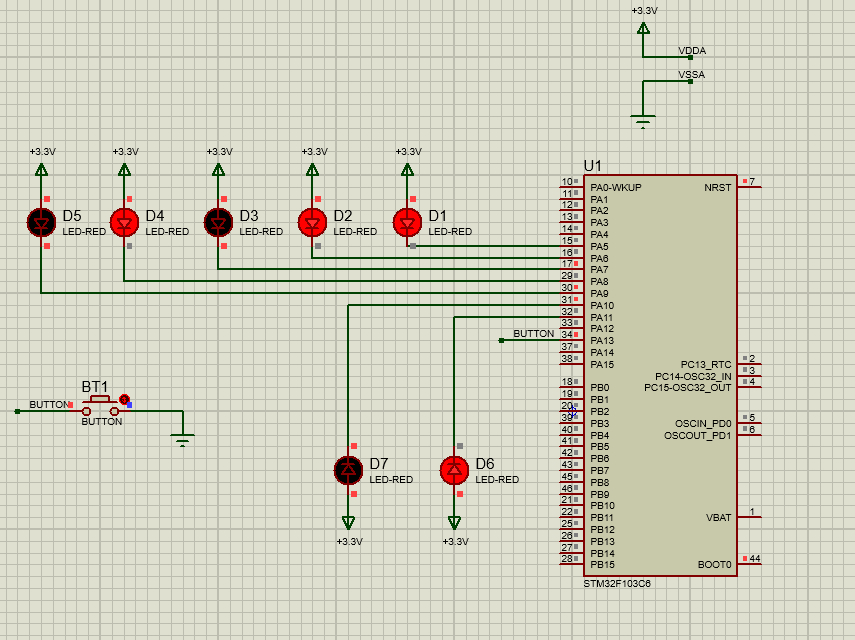 +3.3V
VDDA
VSSA
+3.3V +3.3V +3.3V +3.3V +3.3V
D5 D4 D3 D2 D1
LED-RED LED-RED LED-RED LED-RED LED-RED
U1
10 PA0-WKUP NRST 7
11 PA1
12 PA2
13 PA3
14 PA4
15 PA5
16 PA6
17 PA7
29 PA8
30 PA9
31 PA10
32 PA11
33 PA12
BUTTON 34 PA13
37 PA14
38 PA15
PC13_RTC 2
PC14-OSC32_IN 3
PC15-OSC32_OUT 4
18 PB0
19 PB1
20 PB2
39 PB3
40 PB4
41 PB5
42 PB6
43 PB7
45 PB8
46 PB9
21 PB10
22 PB11
25 PB12
26 PB13
27 PB14
28 PB15
OSCIN_PD0 5
OSCOUT_PD1 6
VBAT 1
BOOT0 44
STM32F103C6
BT1
BUTTON
BUTTON
D7 D6
LED-RED LED-RED
+3.3V +3.3V